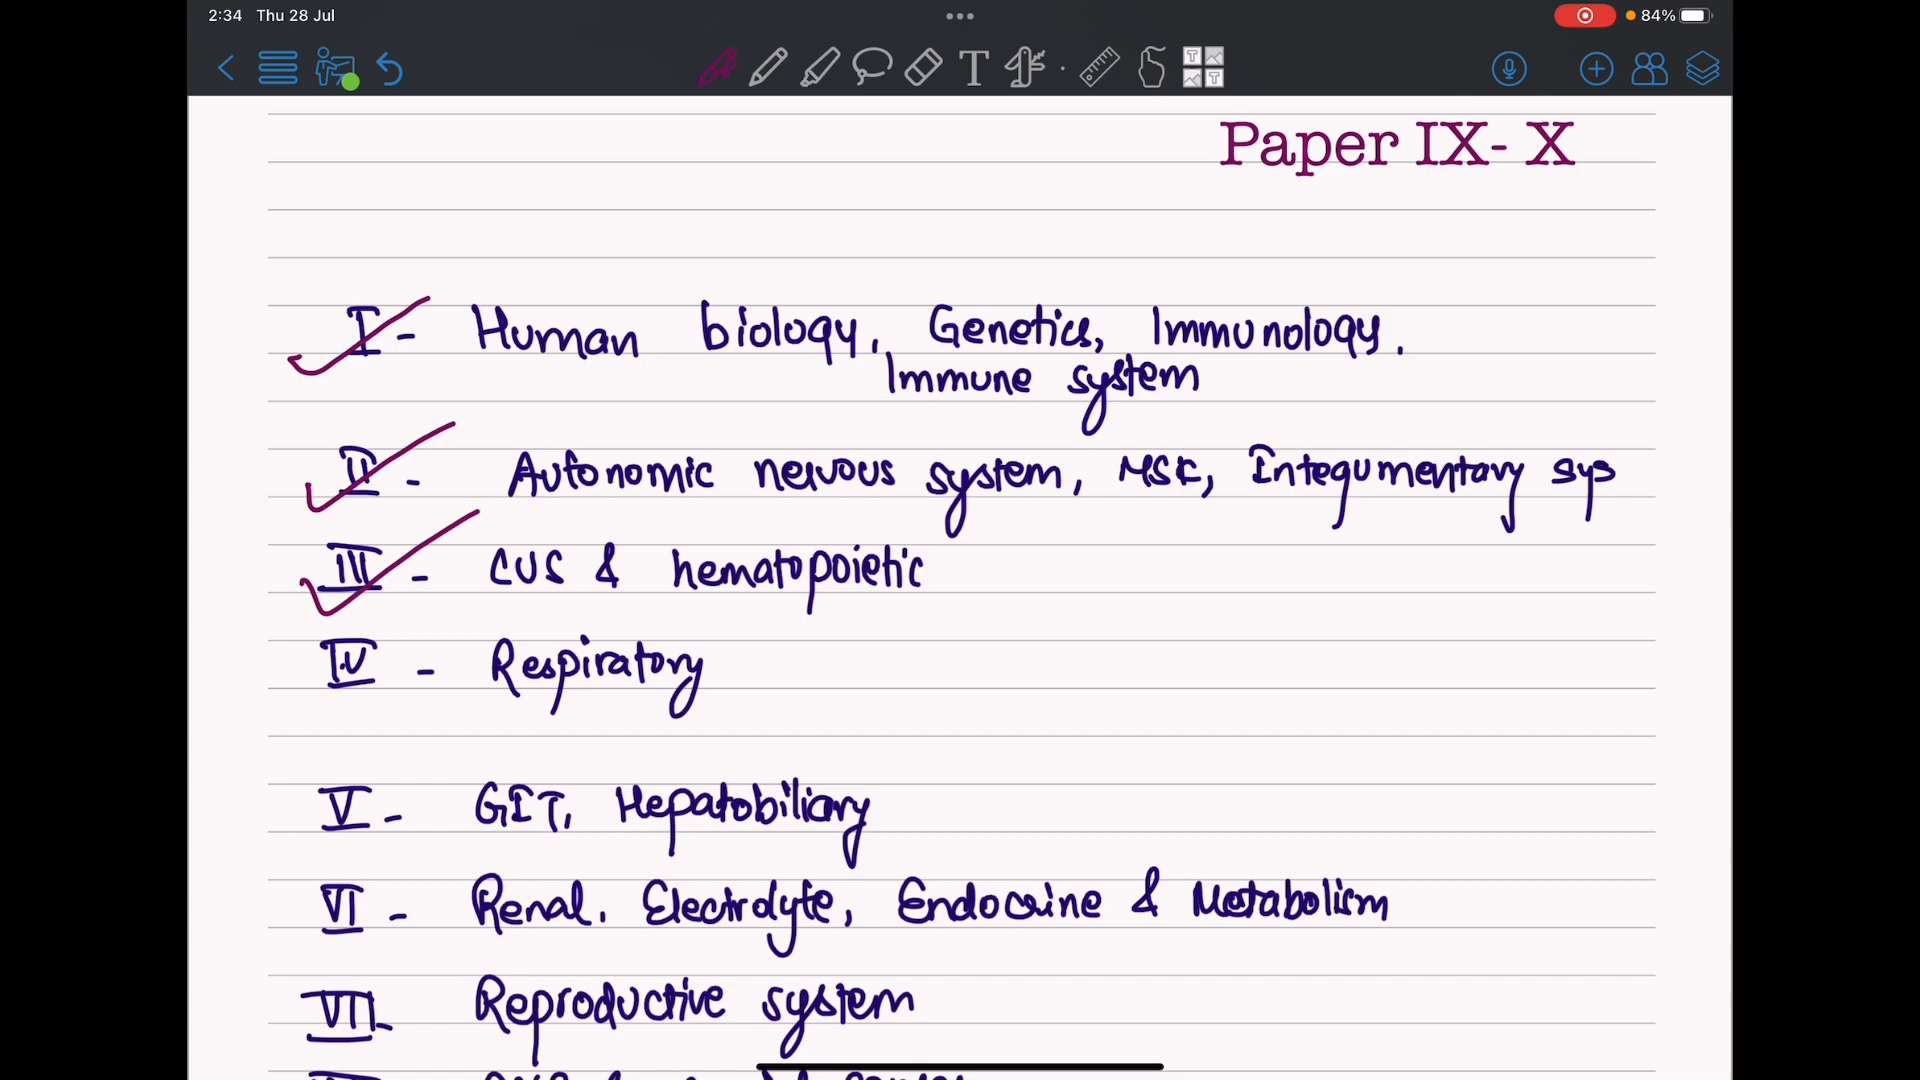 2:34 Thu 28 Jul
84%
Paper IX- X
I - Human biology, Genetics, Immunology.
Immune system
II - Autonomic nervous system, MSK, Integumentary sys
III - CVS & hematopoietic
IV - Respiratory
V - GIT, Hepatobiliary
VI - Renal, Electrolyte, Endocrine & Metabolism
VII - Reproductive system